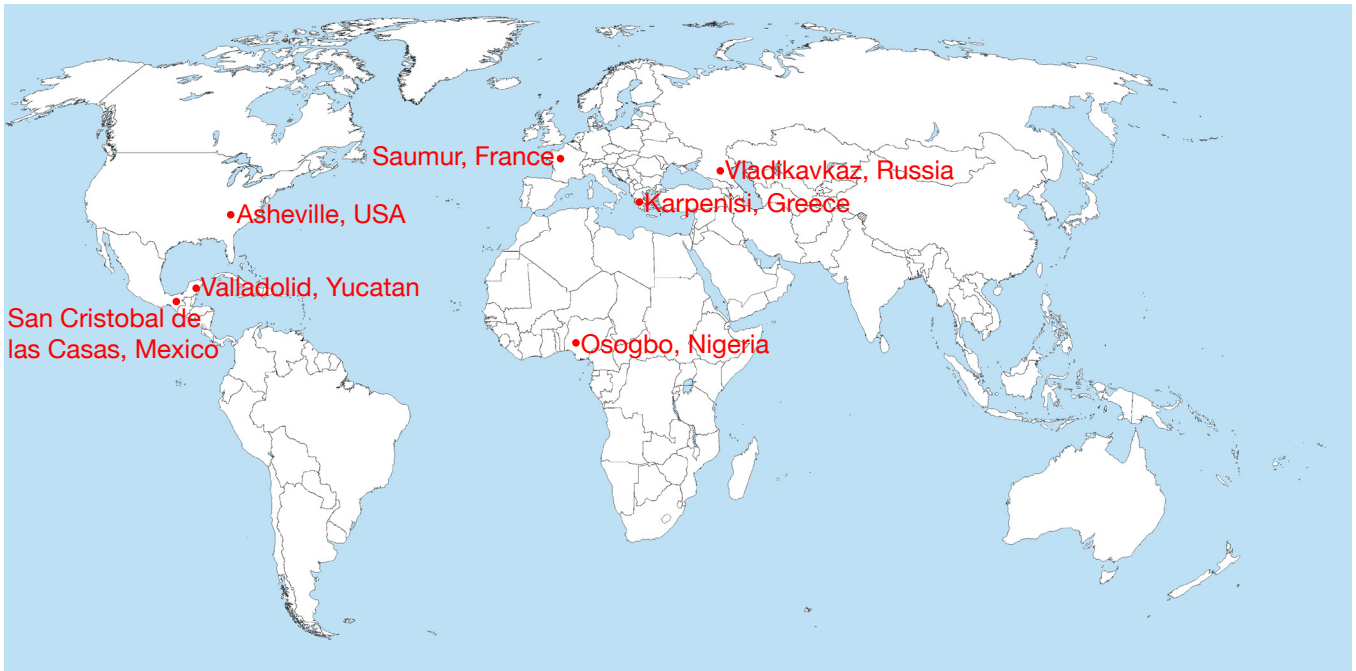 Saumur, France
Vladikavkaz, Russia
Karpenisi, Greece
Asheville, USA
Valladolid, Yucatan
San Cristobal de
las Casas, Mexico
Osogbo, Nigeria